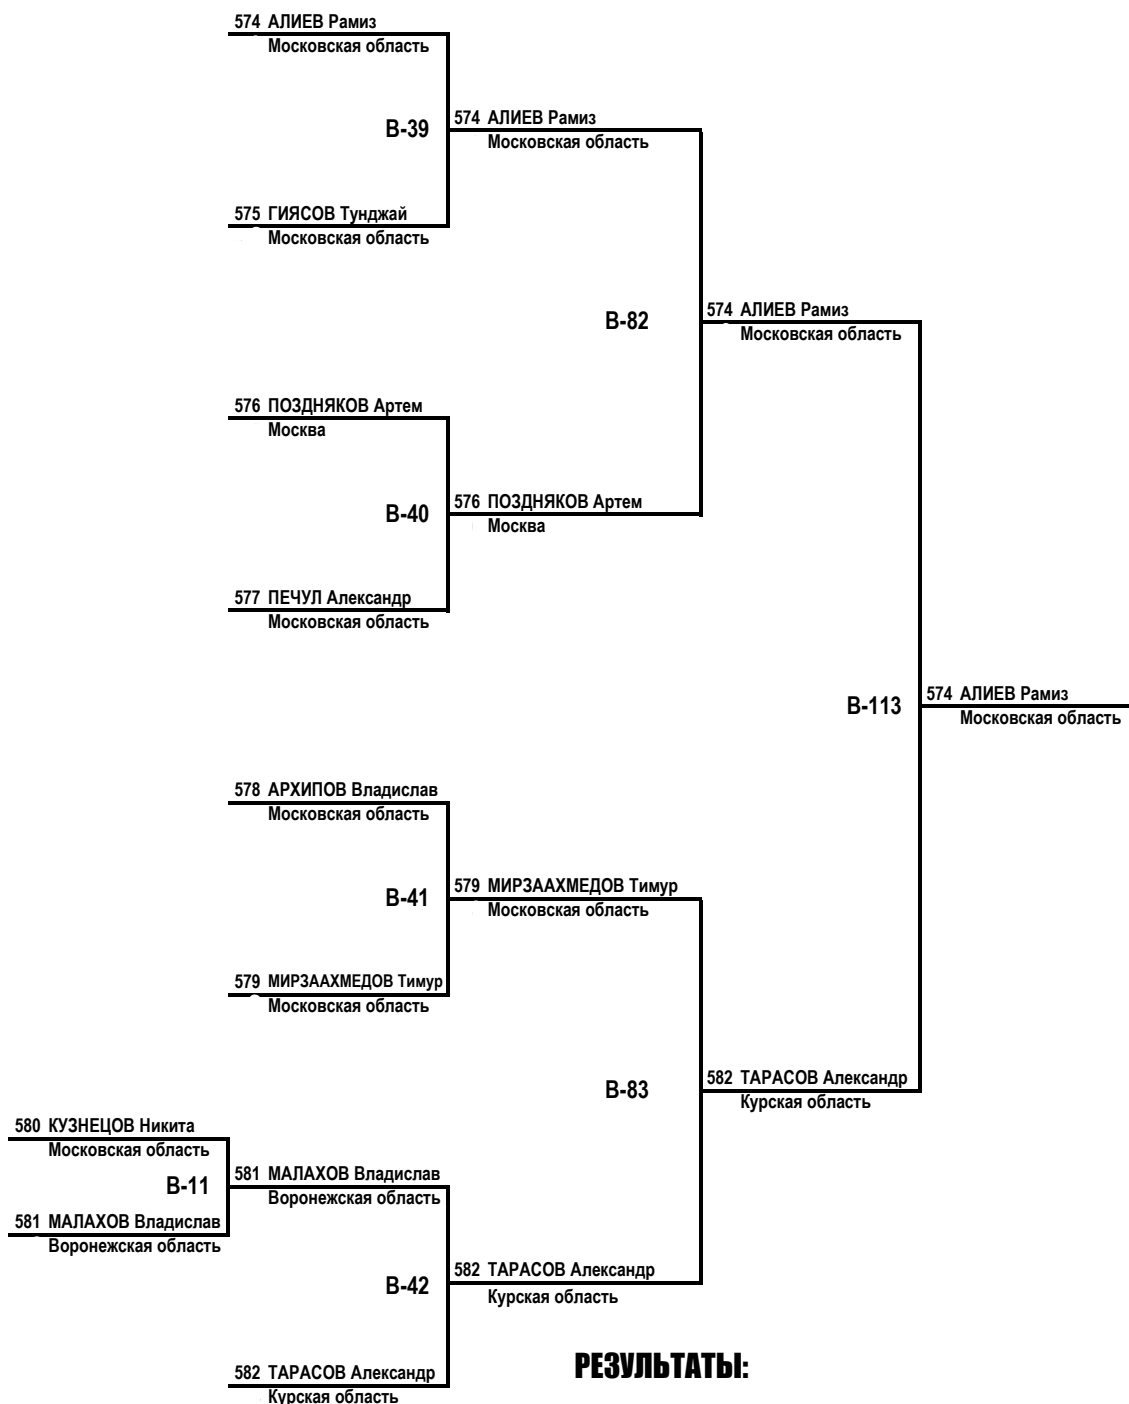 574 АЛИЕВ Рамиз
Московская область
В-39
574 АЛИЕВ Рамиз
Московская область
575 ГИЯСОВ Тунджай
Московская область
В-82
574 АЛИЕВ Рамиз
Московская область
576 ПОЗДНЯКОВ Артем
Москва
В-40
576 ПОЗДНЯКОВ Артем
Москва
577 ПЕЧУЛ Александр
Московская область
В-113
574 АЛИЕВ Рамиз
Московская область
578 АРХИПОВ Владислав
Московская область
В-41
579 МИРЗААХМЕДОВ Тимур
Московская область
579 МИРЗААХМЕДОВ Тимур
Московская область
В-83
582 ТАРАСОВ Александр
Курская область
580 КУЗНЕЦОВ Никита
Московская область
В-11
581 МАЛАХОВ Владислав
Воронежская область
581 МАЛАХОВ Владислав
Воронежская область
В-42
582 ТАРАСОВ Александр
Курская область
582 ТАРАСОВ Александр
Курская область
РЕЗУЛЬТАТЫ: